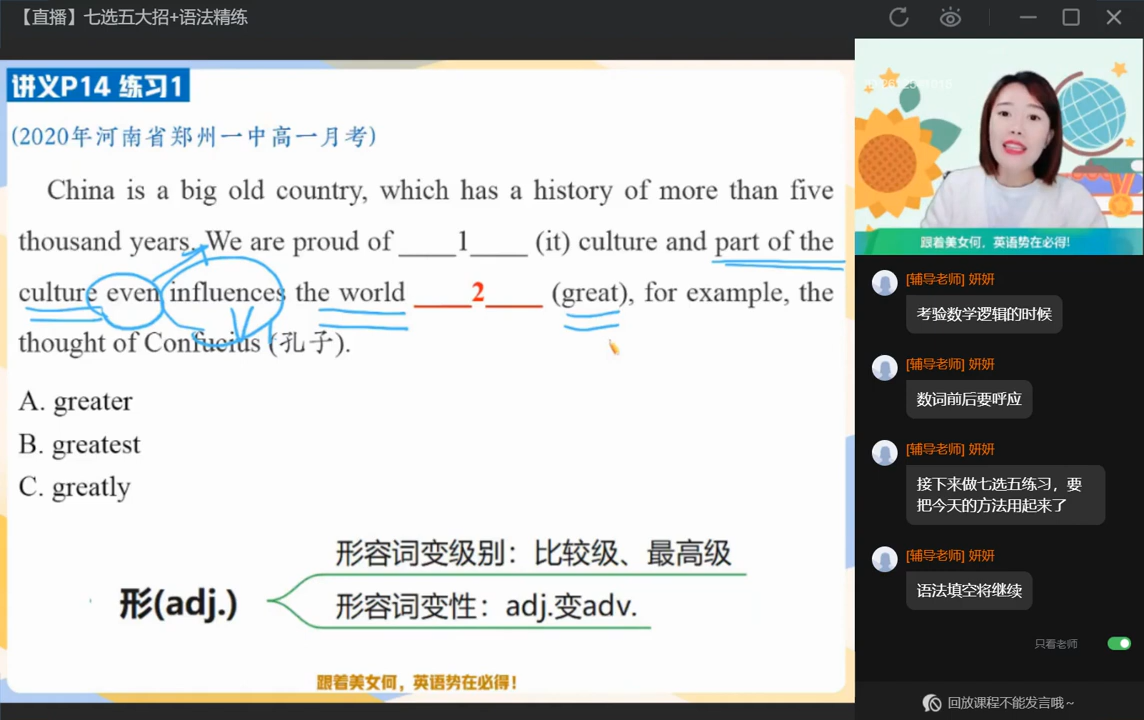 【直播】七选五大招+语法精练
讲义P14 练习1
(2020年河南省郑州一中高一月考)
China is a big old country, which has a history of more than five
thousand years. We are proud of ____1____ (it) culture and part of the
culture even influences the world ____2____ (great), for example, the
thought of Confucius (孔子).
A. greater
B. greatest
C. greatly
形容词变级别：比较级、最高级
形(adj.)
形容词变性：adj.变adv.
跟着美女何，英语势在必得！
跟着美女何，英语势在必得!
[辅导老师] 妍妍
考验数学逻辑的时候
[辅导老师] 妍妍
数词前后要呼应
[辅导老师] 妍妍
接下来做七选五练习，要
把今天的方法用起来了
[辅导老师] 妍妍
语法填空将继续
只看老师
回放课程不能发言哦~